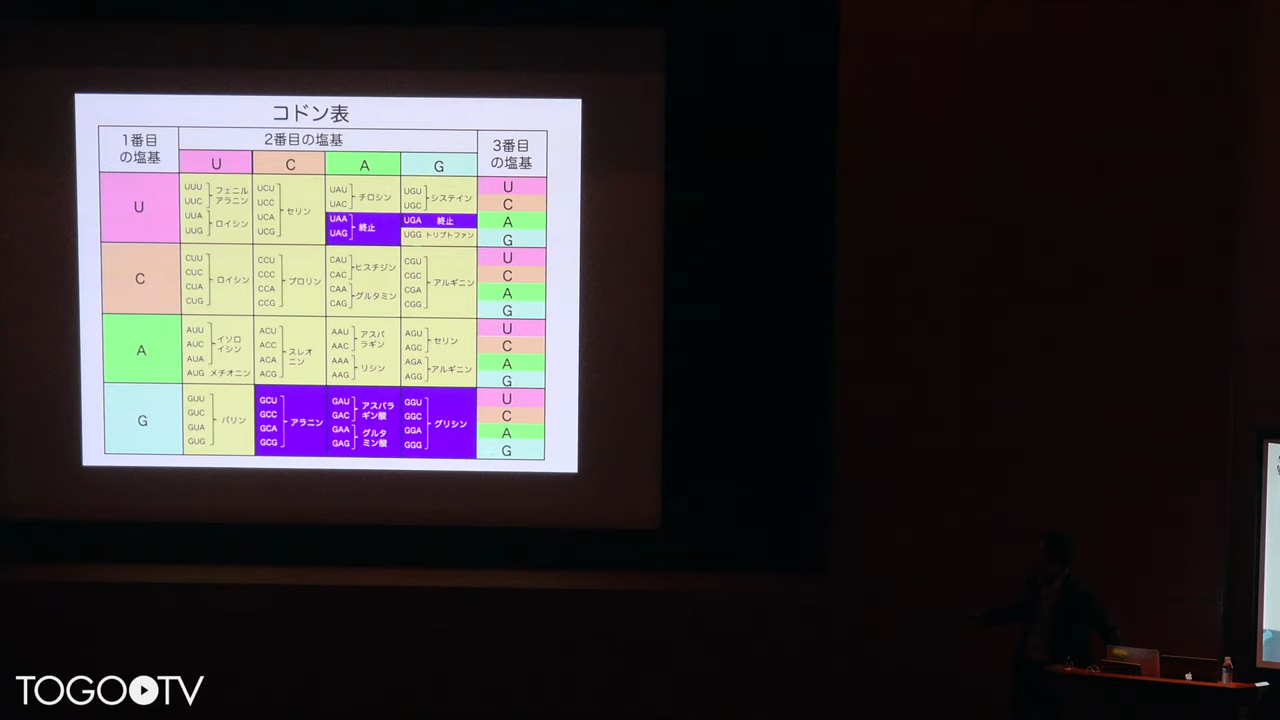 コドン表
1番目の塩基
2番目の塩基
3番目の塩基
U C A G
U
UUU UUC フェニルアラニン
UUA UUG ロイシン
UCU UCC UCA UCG セリン
UAU UAC チロシン
UAA UAG 終止
UGU UGC システイン
UGA 終止
UGG トリプトファン
U C A G
C
CUU CUC CUA CUG ロイシン
CCU CCC CCA CCG プロリン
CAU CAC ヒスチジン
CAA CAG グルタミン
CGU CGC CGA CGG アルギニン
U C A G
A
AUU AUC AUA イソロイシン
AUG メチオニン
ACU ACC ACA ACG スレオニン
AAU AAC アスパラギン
AAA AAG リシン
AGU AGC セリン
AGA AGG アルギニン
U C A G
G
GUU GUC GUA GUG バリン
GCU GCC GCA GCG アラニン
GAU GAC アスパラギン酸
GAA GAG グルタミン酸
GGU GGC GGA GGG グリシン
U C A G
TOGOTV